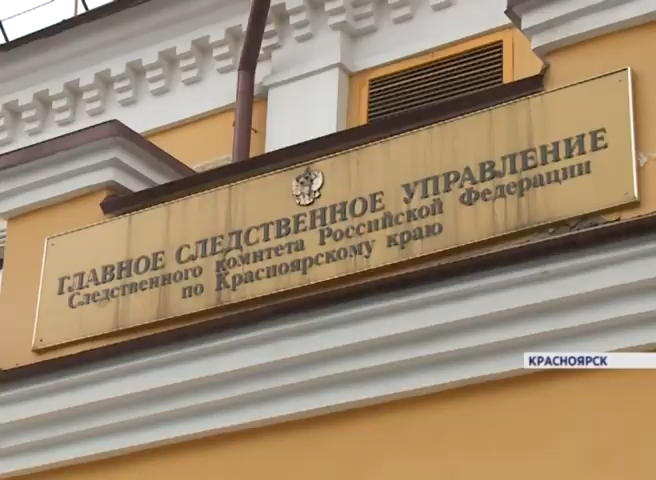 ГЛАВНОЕ СЛЕДСТВЕННОЕ УПРАВЛЕНИЕ
Следственного комитета Российской Федерации
по Красноярскому краю
КРАСНОЯРСК